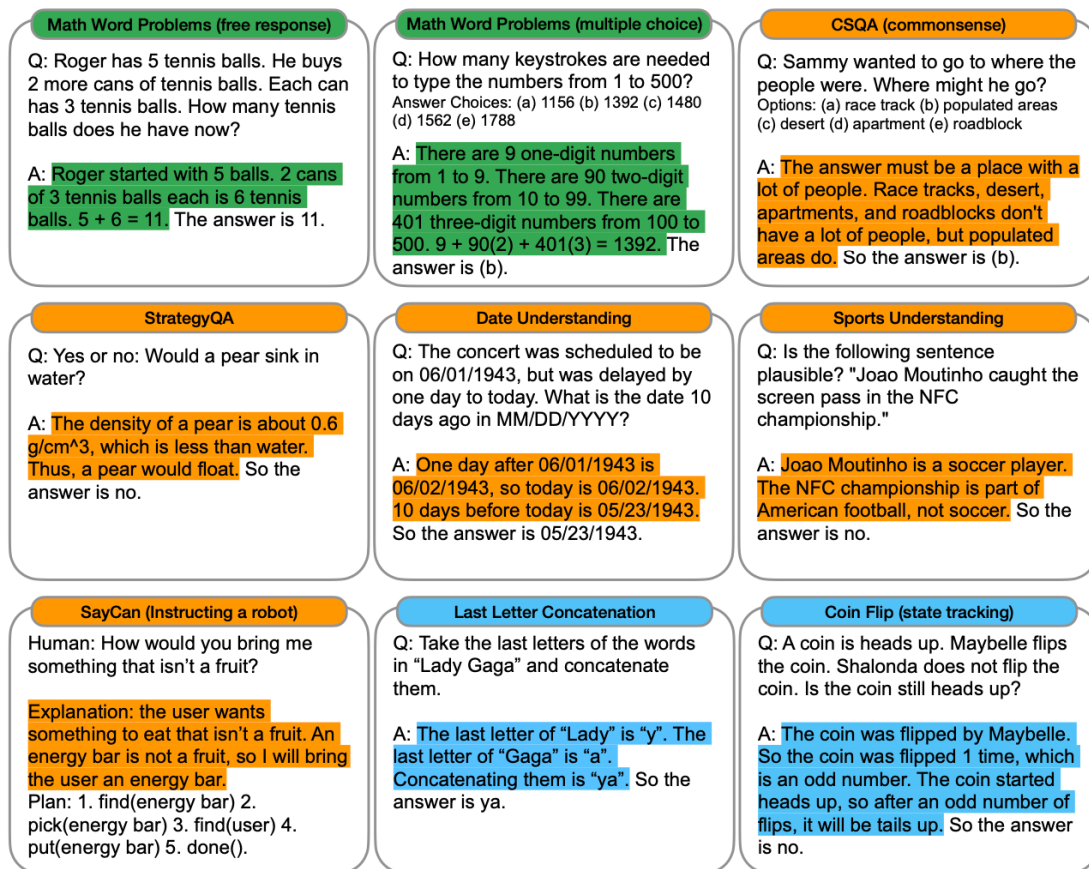 Math Word Problems (free response)
Q: Roger has 5 tennis balls. He buys
2 more cans of tennis balls. Each can
has 3 tennis balls. How many tennis
balls does he have now?
A: Roger started with 5 balls. 2 cans
of 3 tennis balls each is 6 tennis
balls. 5 + 6 = 11. The answer is 11.
Math Word Problems (multiple choice)
Q: How many keystrokes are needed
to type the numbers from 1 to 500?
Answer Choices: (a) 1156 (b) 1392 (c) 1480
(d) 1562 (e) 1788
A: There are 9 one-digit numbers
from 1 to 9. There are 90 two-digit
numbers from 10 to 99. There are
401 three-digit numbers from 100 to
500. 9 + 90(2) + 401(3) = 1392. The
answer is (b).
CSQA (commonsense)
Q: Sammy wanted to go to where the
people were. Where might he go?
Options: (a) race track (b) populated areas
(c) desert (d) apartment (e) roadblock
A: The answer must be a place with a
lot of people. Race tracks, desert,
apartments, and roadblocks don't
have a lot of people, but populated
areas do. So the answer is (b).
StrategyQA
Q: Yes or no: Would a pear sink in
water?
A: The density of a pear is about 0.6
g/cm^3, which is less than water.
Thus, a pear would float. So the
answer is no.
Date Understanding
Q: The concert was scheduled to be
on 06/01/1943, but was delayed by
one day to today. What is the date 10
days ago in MM/DD/YYYY?
A: One day after 06/01/1943 is
06/02/1943, so today is 06/02/1943.
10 days before today is 05/23/1943.
So the answer is 05/23/1943.
Sports Understanding
Q: Is the following sentence
plausible? "Joao Moutinho caught the
screen pass in the NFC
championship."
A: Joao Moutinho is a soccer player.
The NFC championship is part of
American football, not soccer. So the
answer is no.
SayCan (Instructing a robot)
Human: How would you bring me
something that isn’t a fruit?
Explanation: the user wants
something to eat that isn’t a fruit. An
energy bar is not a fruit, so I will bring
the user an energy bar.
Plan: 1. find(energy bar) 2.
pick(energy bar) 3. find(user) 4.
put(energy bar) 5. done().
Last Letter Concatenation
Q: Take the last letters of the words
in “Lady Gaga” and concatenate
them.
A: The last letter of “Lady” is “y”. The
last letter of “Gaga” is “a”.
Concatenating them is “ya”. So the
answer is ya.
Coin Flip (state tracking)
Q: A coin is heads up. Maybelle flips
the coin. Shalonda does not flip the
coin. Is the coin still heads up?
A: The coin was flipped by Maybelle.
So the coin was flipped 1 time, which
is an odd number. The coin started
heads up, so after an odd number of
flips, it will be tails up. So the answer
is no.